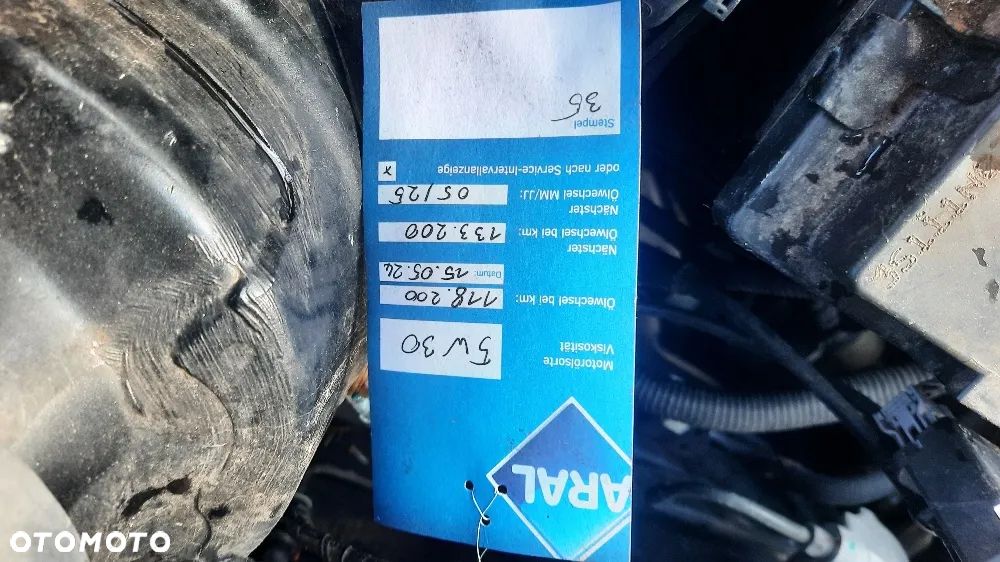 ARAL
Motorölsorte
Viskosität
5W30
Ölwechsel bei km: 118.200
Datum: 15.05.24
Nächster
Ölwechsel bei km: 133.200
Nächster
Ölwechsel MM/JJ: 05/25
oder nach Service-Intervallanzeige x
Stempel
OTOMOTO